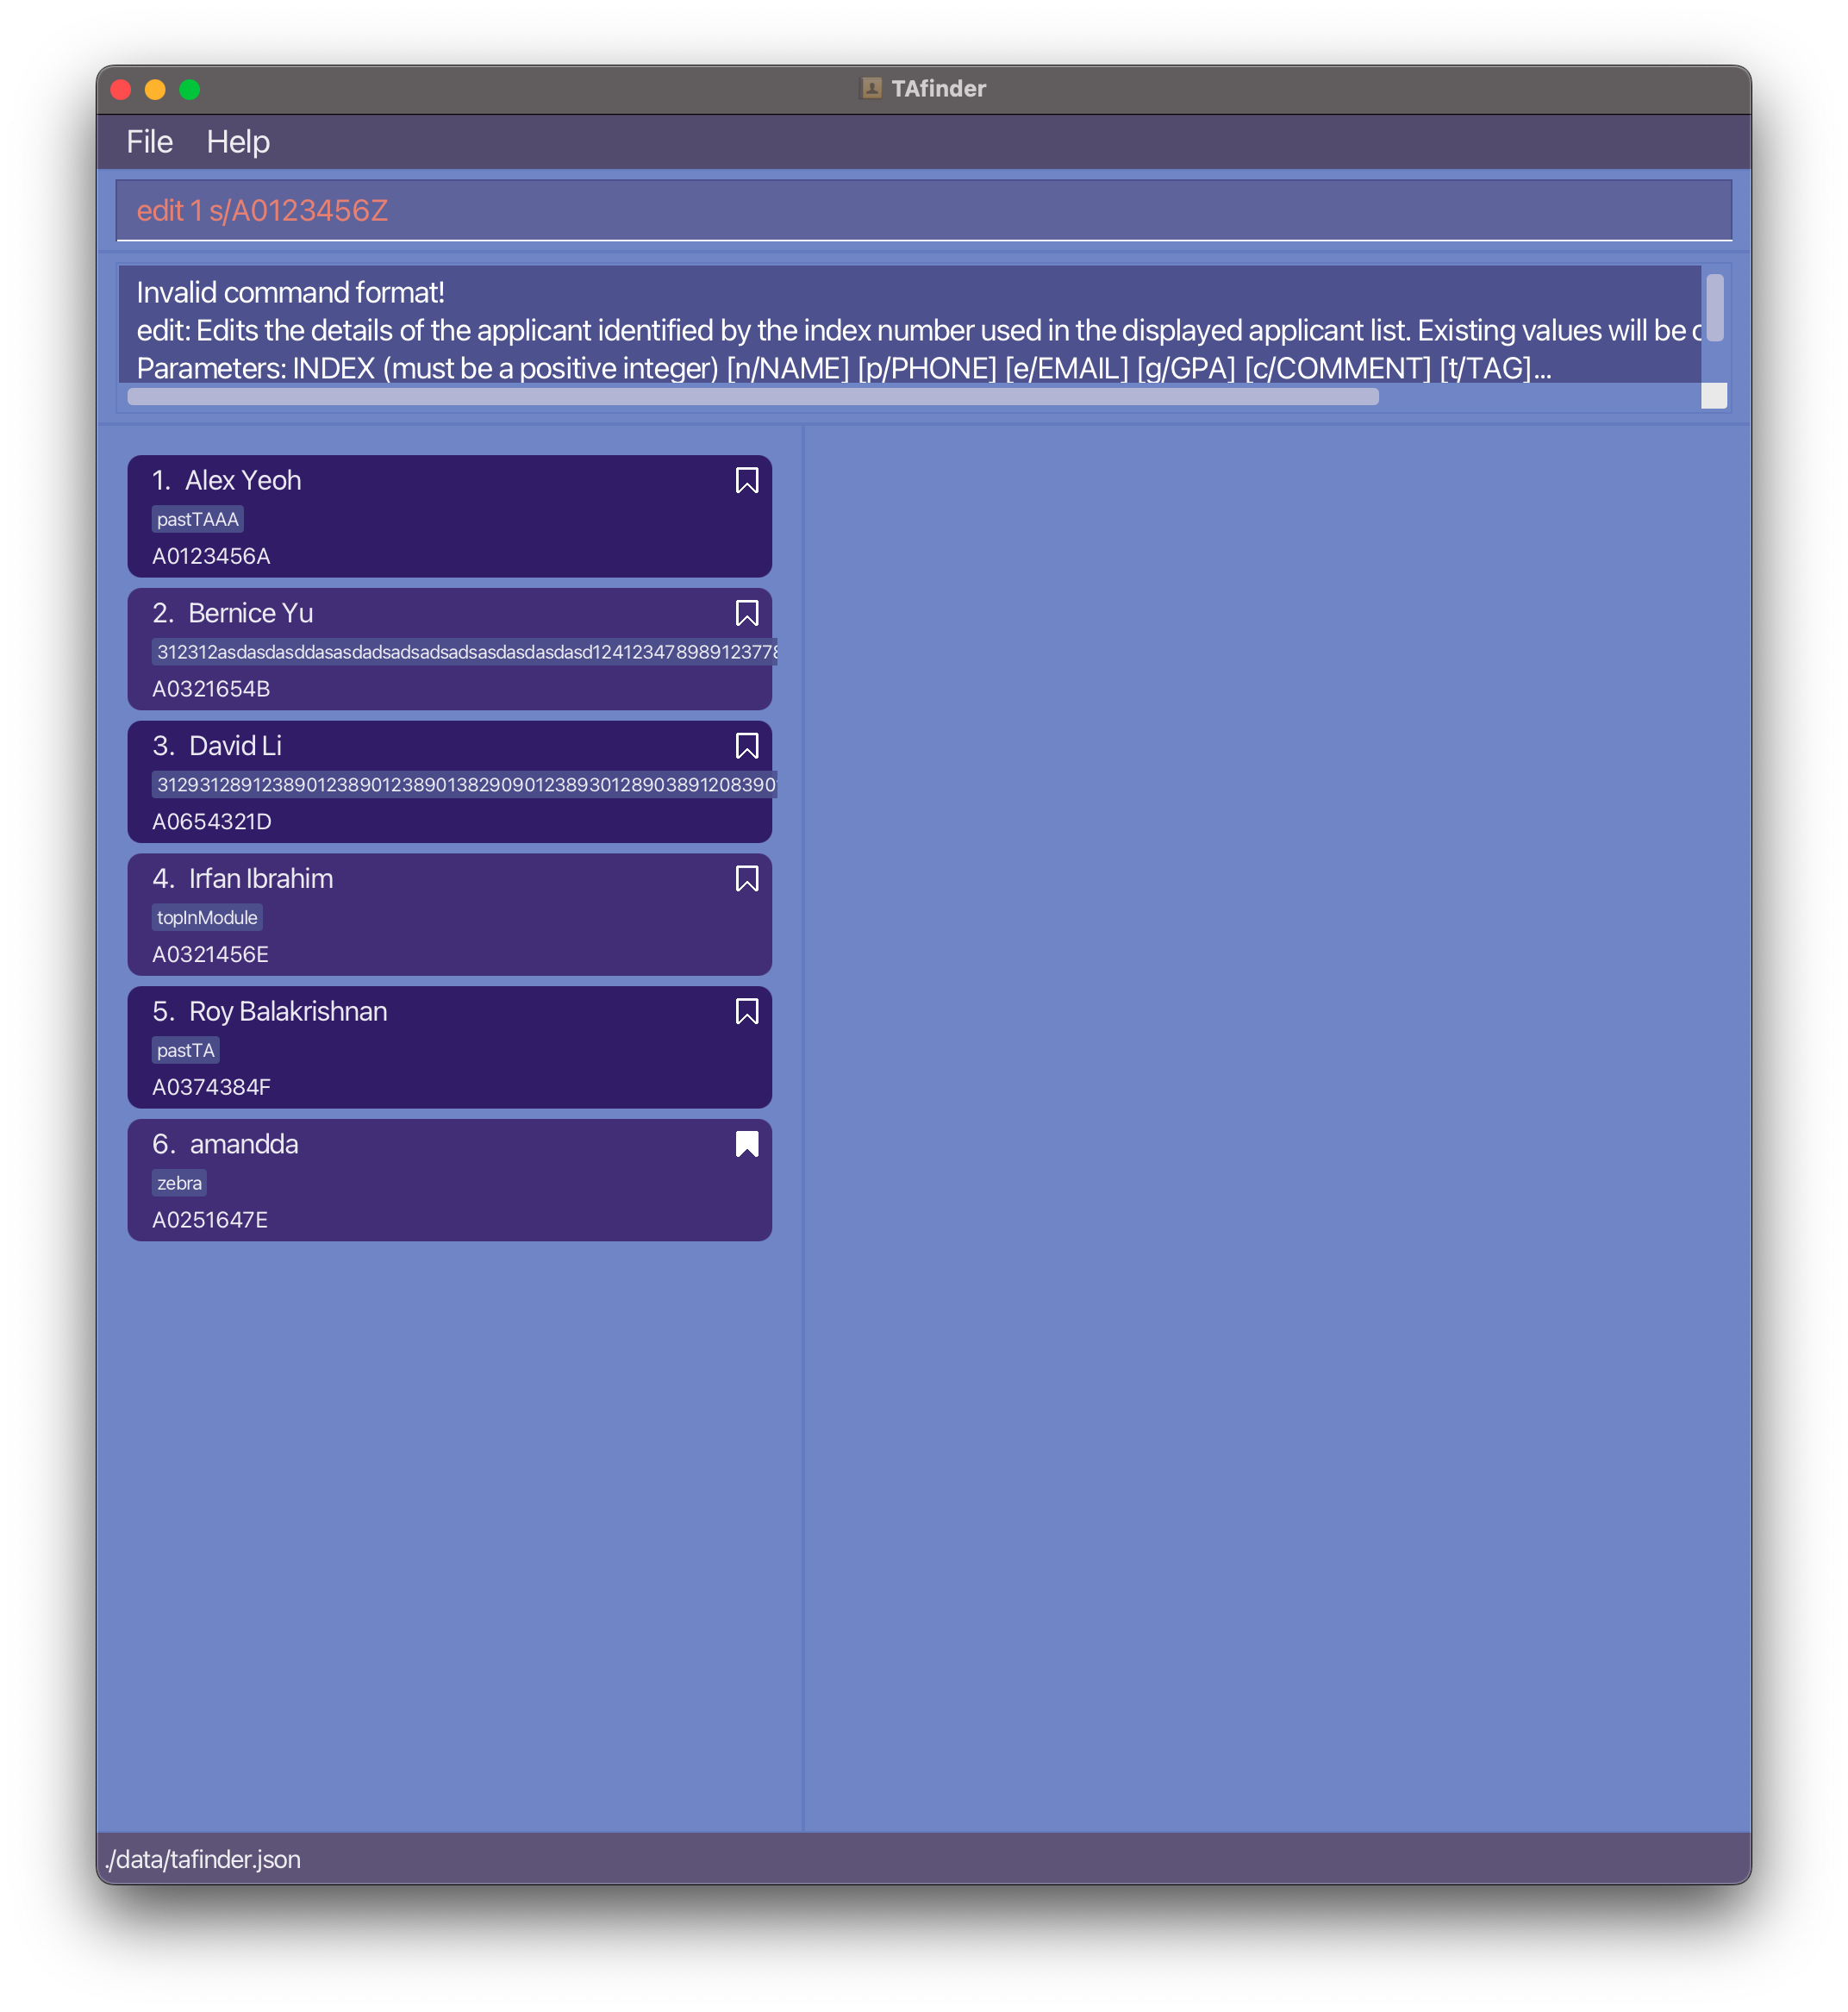 TAfinder
File Help
edit 1 s/A0123456Z
Invalid command format!
edit: Edits the details of the applicant identified by the index number used in the displayed applicant list. Existing values will be
Parameters: INDEX (must be a positive integer) [n/NAME] [p/PHONE] [e/EMAIL] [g/GPA] [c/COMMENT] [t/TAG]...
1. Alex Yeoh
pastTAAA
A0123456A
2. Bernice Yu
A0321654B
3. David Li
A0654321D
4. Irfan Ibrahim
topInModule
A0321456E
5. Roy Balakrishnan
pastTA
A0374384F
6. amandda
zebra
A0251647E
./data/tafinder.json